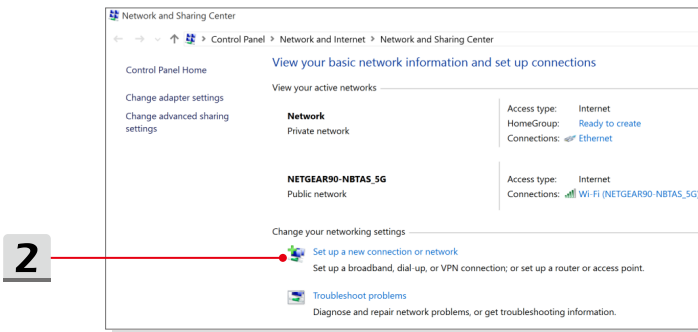 Network and Sharing Center
Control Panel > Network and Internet > Network and Sharing Center
Control Panel Home
Change adapter settings
Change advanced sharing
settings
View your basic network information and set up connections
View your active networks
Network
Private network
Access type: Internet
HomeGroup: Ready to create
Connections: Ethernet
NETGEAR90-NBTAS_5G
Public network
Access type: Internet
Connections: Wi-Fi (NETGEAR90-NBTAS_5G)
Change your networking settings
2
Set up a new connection or network
Set up a broadband, dial-up, or VPN connection; or set up a router or access point.
Troubleshoot problems
Diagnose and repair network problems, or get troubleshooting information.